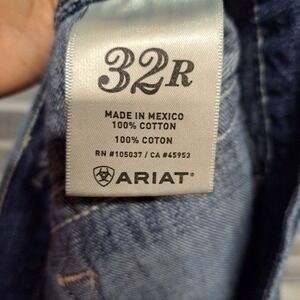 32R
MADE IN MEXICO
100% COTTON
100% COTON
RN #105037 / CA #45953
ARIAT®